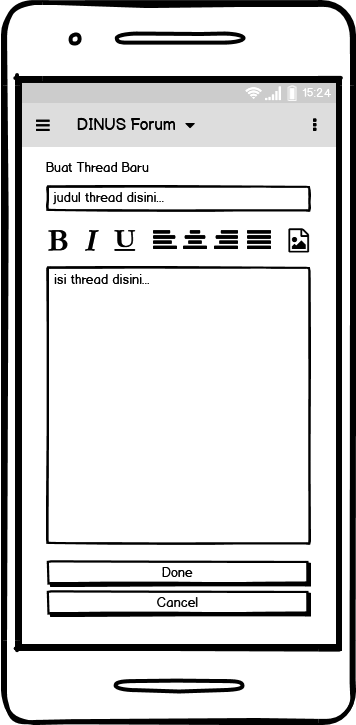 15:24
DINUS Forum
Buat Thread Baru
judul thread disini...
B I U
isi thread disini...
Done
Cancel